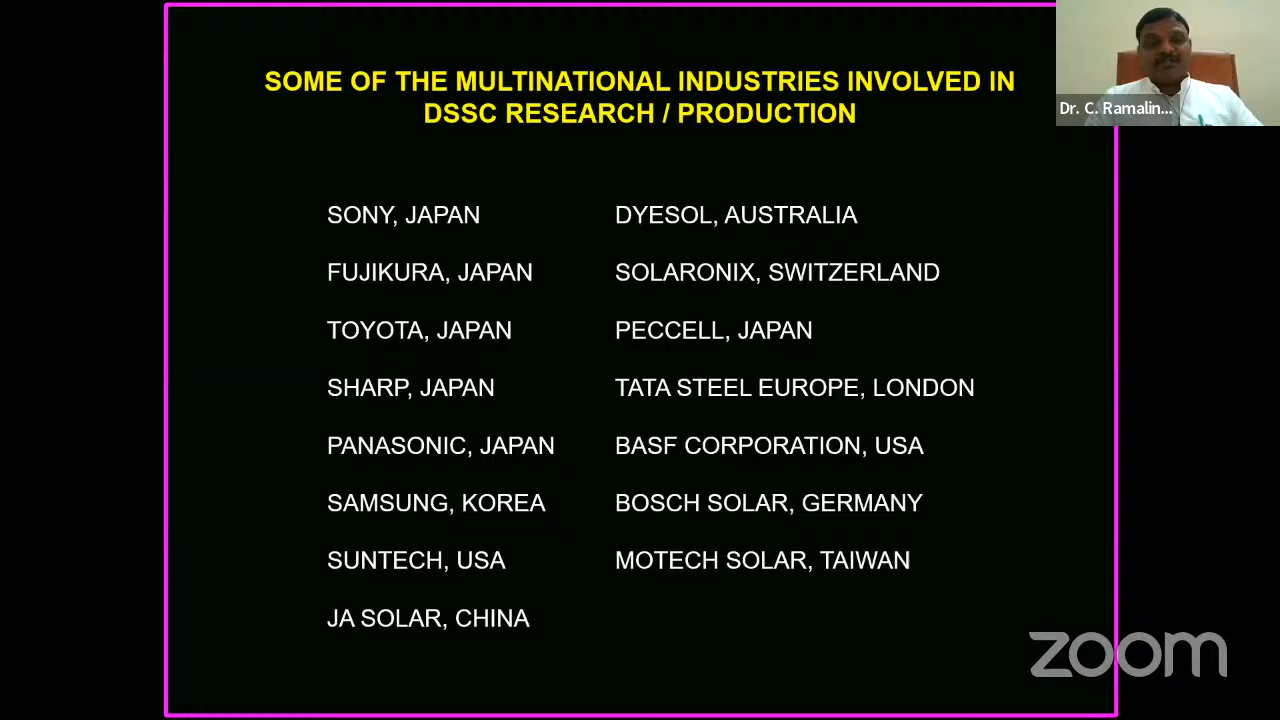 SOME OF THE MULTINATIONAL INDUSTRIES INVOLVED IN
DSSC RESEARCH / PRODUCTION
Dr. C. Ramalin...
SONY, JAPAN
FUJIKURA, JAPAN
TOYOTA, JAPAN
SHARP, JAPAN
PANASONIC, JAPAN
SAMSUNG, KOREA
SUNTECH, USA
JA SOLAR, CHINA
DYESOL, AUSTRALIA
SOLARONIX, SWITZERLAND
PECCELL, JAPAN
TATA STEEL EUROPE, LONDON
BASF CORPORATION, USA
BOSCH SOLAR, GERMANY
MOTECH SOLAR, TAIWAN
zoom